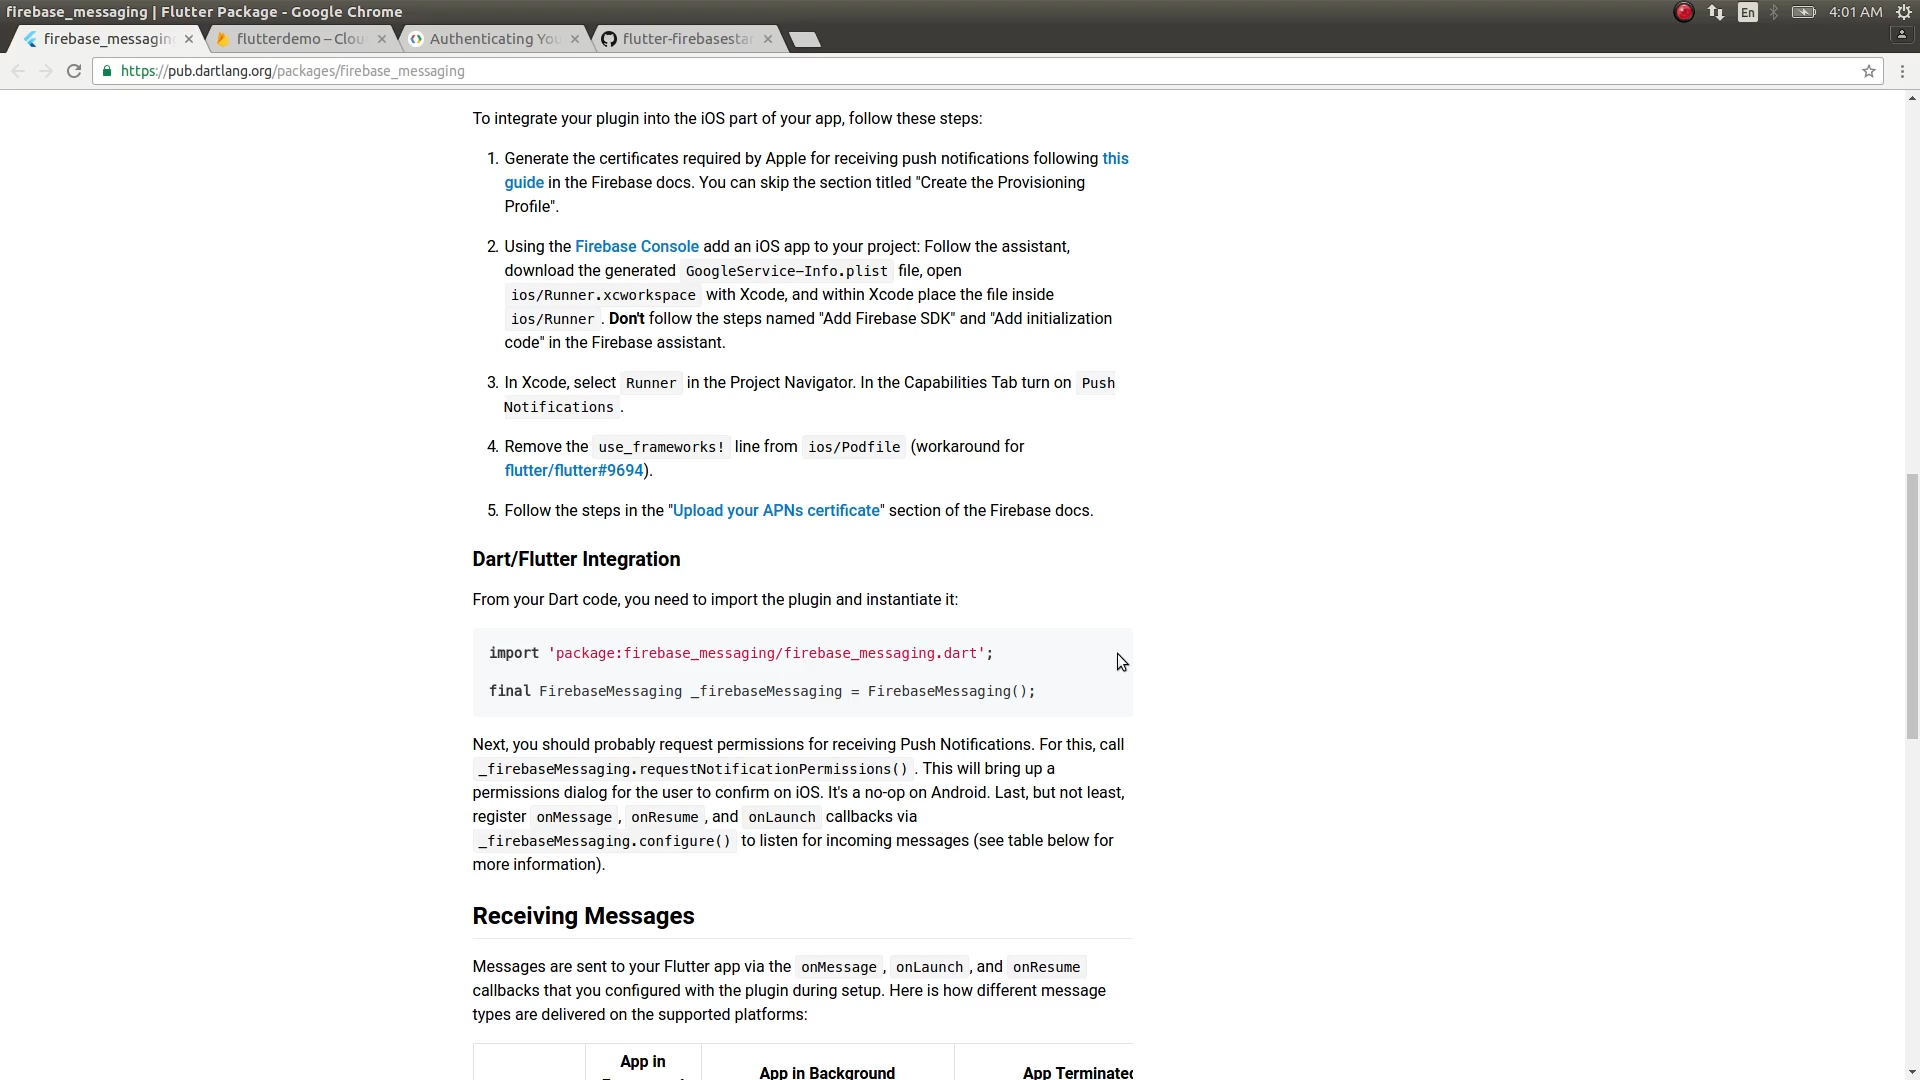 firebase_messaging | Flutter Package - Google Chrome
En
4:01 AM
firebase_messaging
flutterdemo – Clou
Authenticating You
flutter-firebasestar
https://pub.dartlang.org/packages/firebase_messaging
To integrate your plugin into the iOS part of your app, follow these steps:
1. Generate the certificates required by Apple for receiving push notifications following this
guide in the Firebase docs. You can skip the section titled "Create the Provisioning
Profile".
2. Using the Firebase Console add an iOS app to your project: Follow the assistant,
download the generated GoogleService-Info.plist file, open
ios/Runner.xcworkspace with Xcode, and within Xcode place the file inside
ios/Runner . Don't follow the steps named "Add Firebase SDK" and "Add initialization
code" in the Firebase assistant.
3. In Xcode, select Runner in the Project Navigator. In the Capabilities Tab turn on Push
Notifications .
4. Remove the use_frameworks! line from ios/Podfile (workaround for
flutter/flutter#9694).
5. Follow the steps in the "Upload your APNs certificate" section of the Firebase docs.
Dart/Flutter Integration
From your Dart code, you need to import the plugin and instantiate it:
import 'package:firebase_messaging/firebase_messaging.dart';
final FirebaseMessaging _firebaseMessaging = FirebaseMessaging();
Next, you should probably request permissions for receiving Push Notifications. For this, call
_firebaseMessaging.requestNotificationPermissions() . This will bring up a
permissions dialog for the user to confirm on iOS. It's a no-op on Android. Last, but not least,
register onMessage , onResume , and onLaunch callbacks via
_firebaseMessaging.configure() to listen for incoming messages (see table below for
more information).
Receiving Messages
Messages are sent to your Flutter app via the onMessage , onLaunch , and onResume
callbacks that you configured with the plugin during setup. Here is how different message
types are delivered on the supported platforms:
App in
App in Background
App Terminated